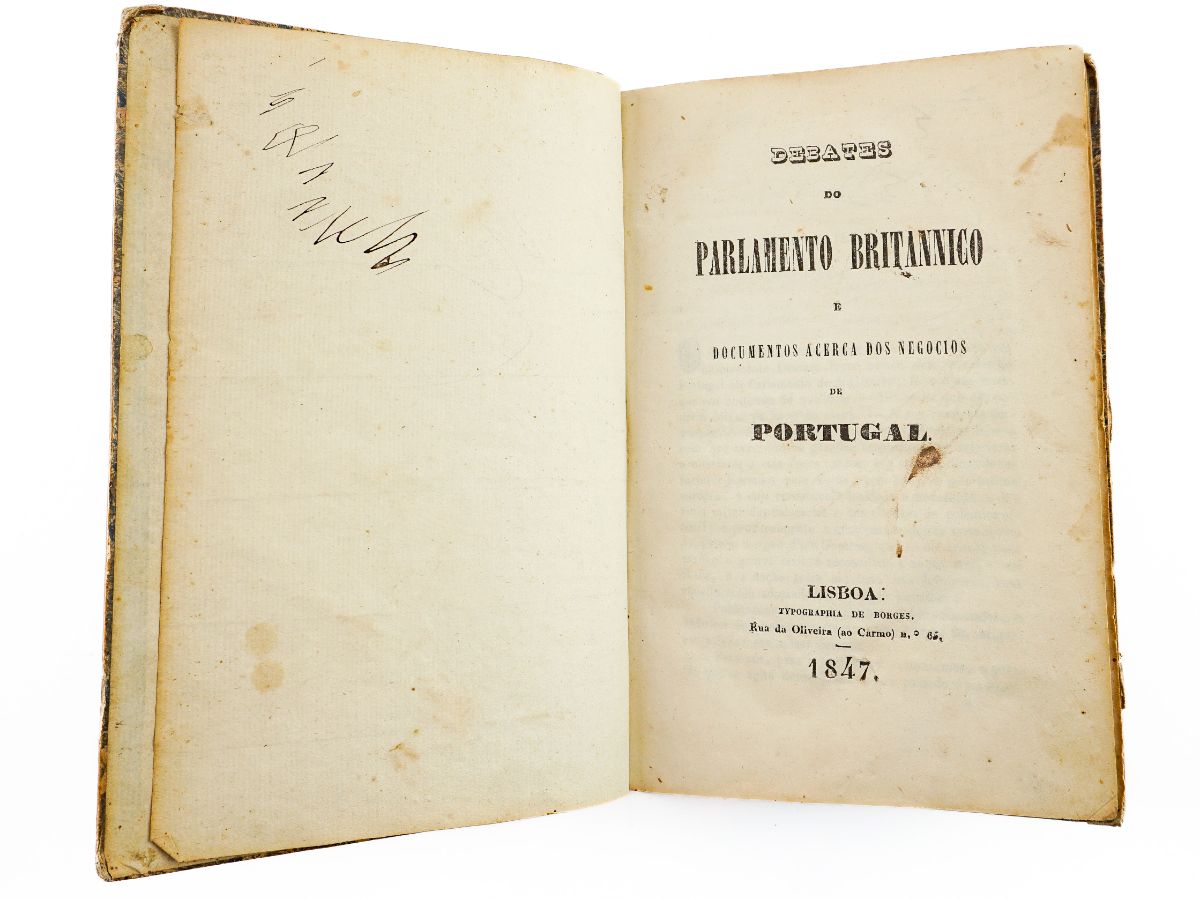 DEBATES
DO
PARLAMENTO BRITANNICO
E
DOCUMENTOS ACERCA DOS NEGOCIOS
DE
PORTUGAL.
LISBOA:
TYPOGRAPHIA DE BORGES,
Rua da Oliveira (ao Carmo) n.º 65,
1847.